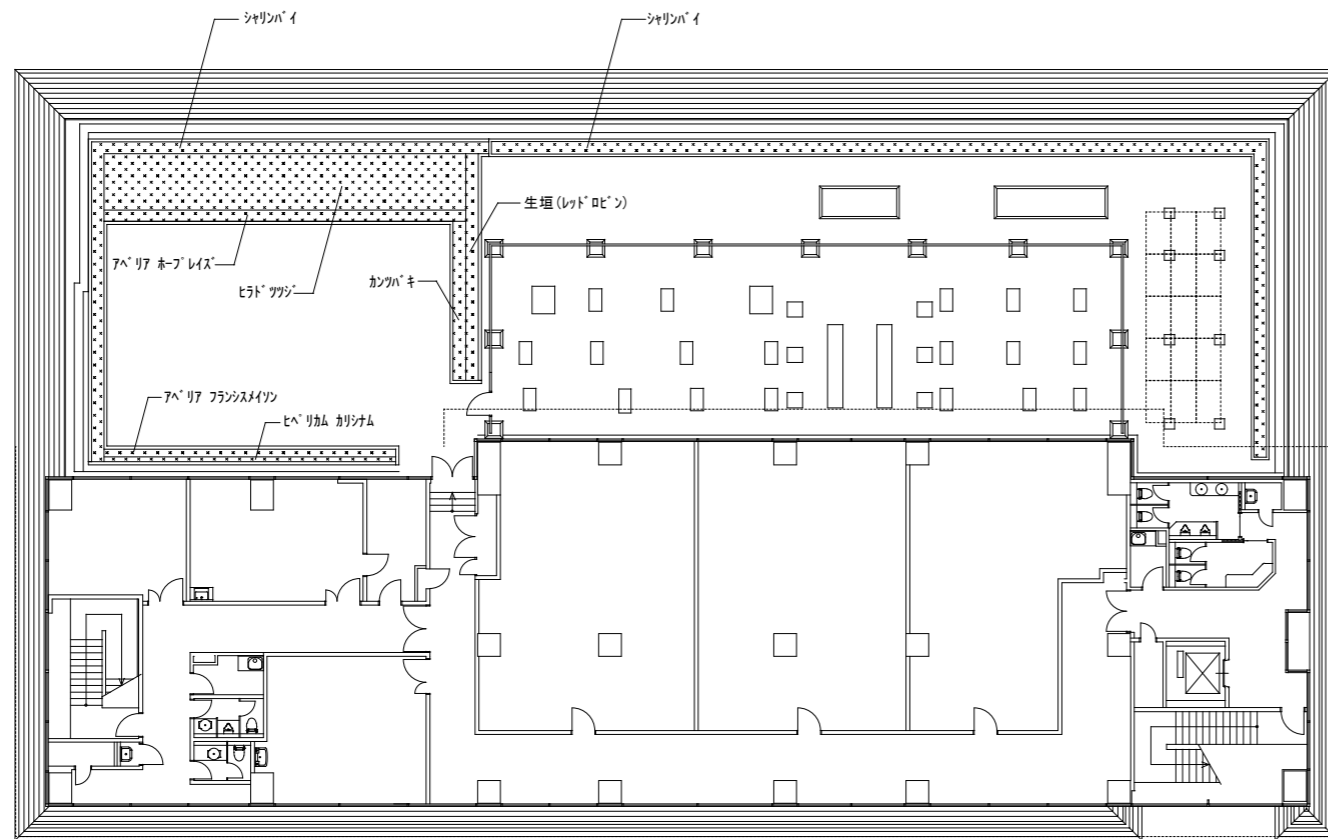 ｼｬﾘﾝﾊﾞｲ
ｼｬﾘﾝﾊﾞｲ
生垣(ﾚｯﾄﾞﾛﾋﾞﾝ)
ｱﾍﾞﾘｱ ﾎｰﾌﾟﾚｲｽﾞ
ﾋﾗﾄﾞﾂﾂｼﾞ
ｶﾝﾂﾊﾞｷ
ｱﾍﾞﾘｱ ﾌﾗﾝｼｽﾒｲｿﾝ
ﾋﾍﾟﾘｶﾑ ｶﾘｼﾅﾑ